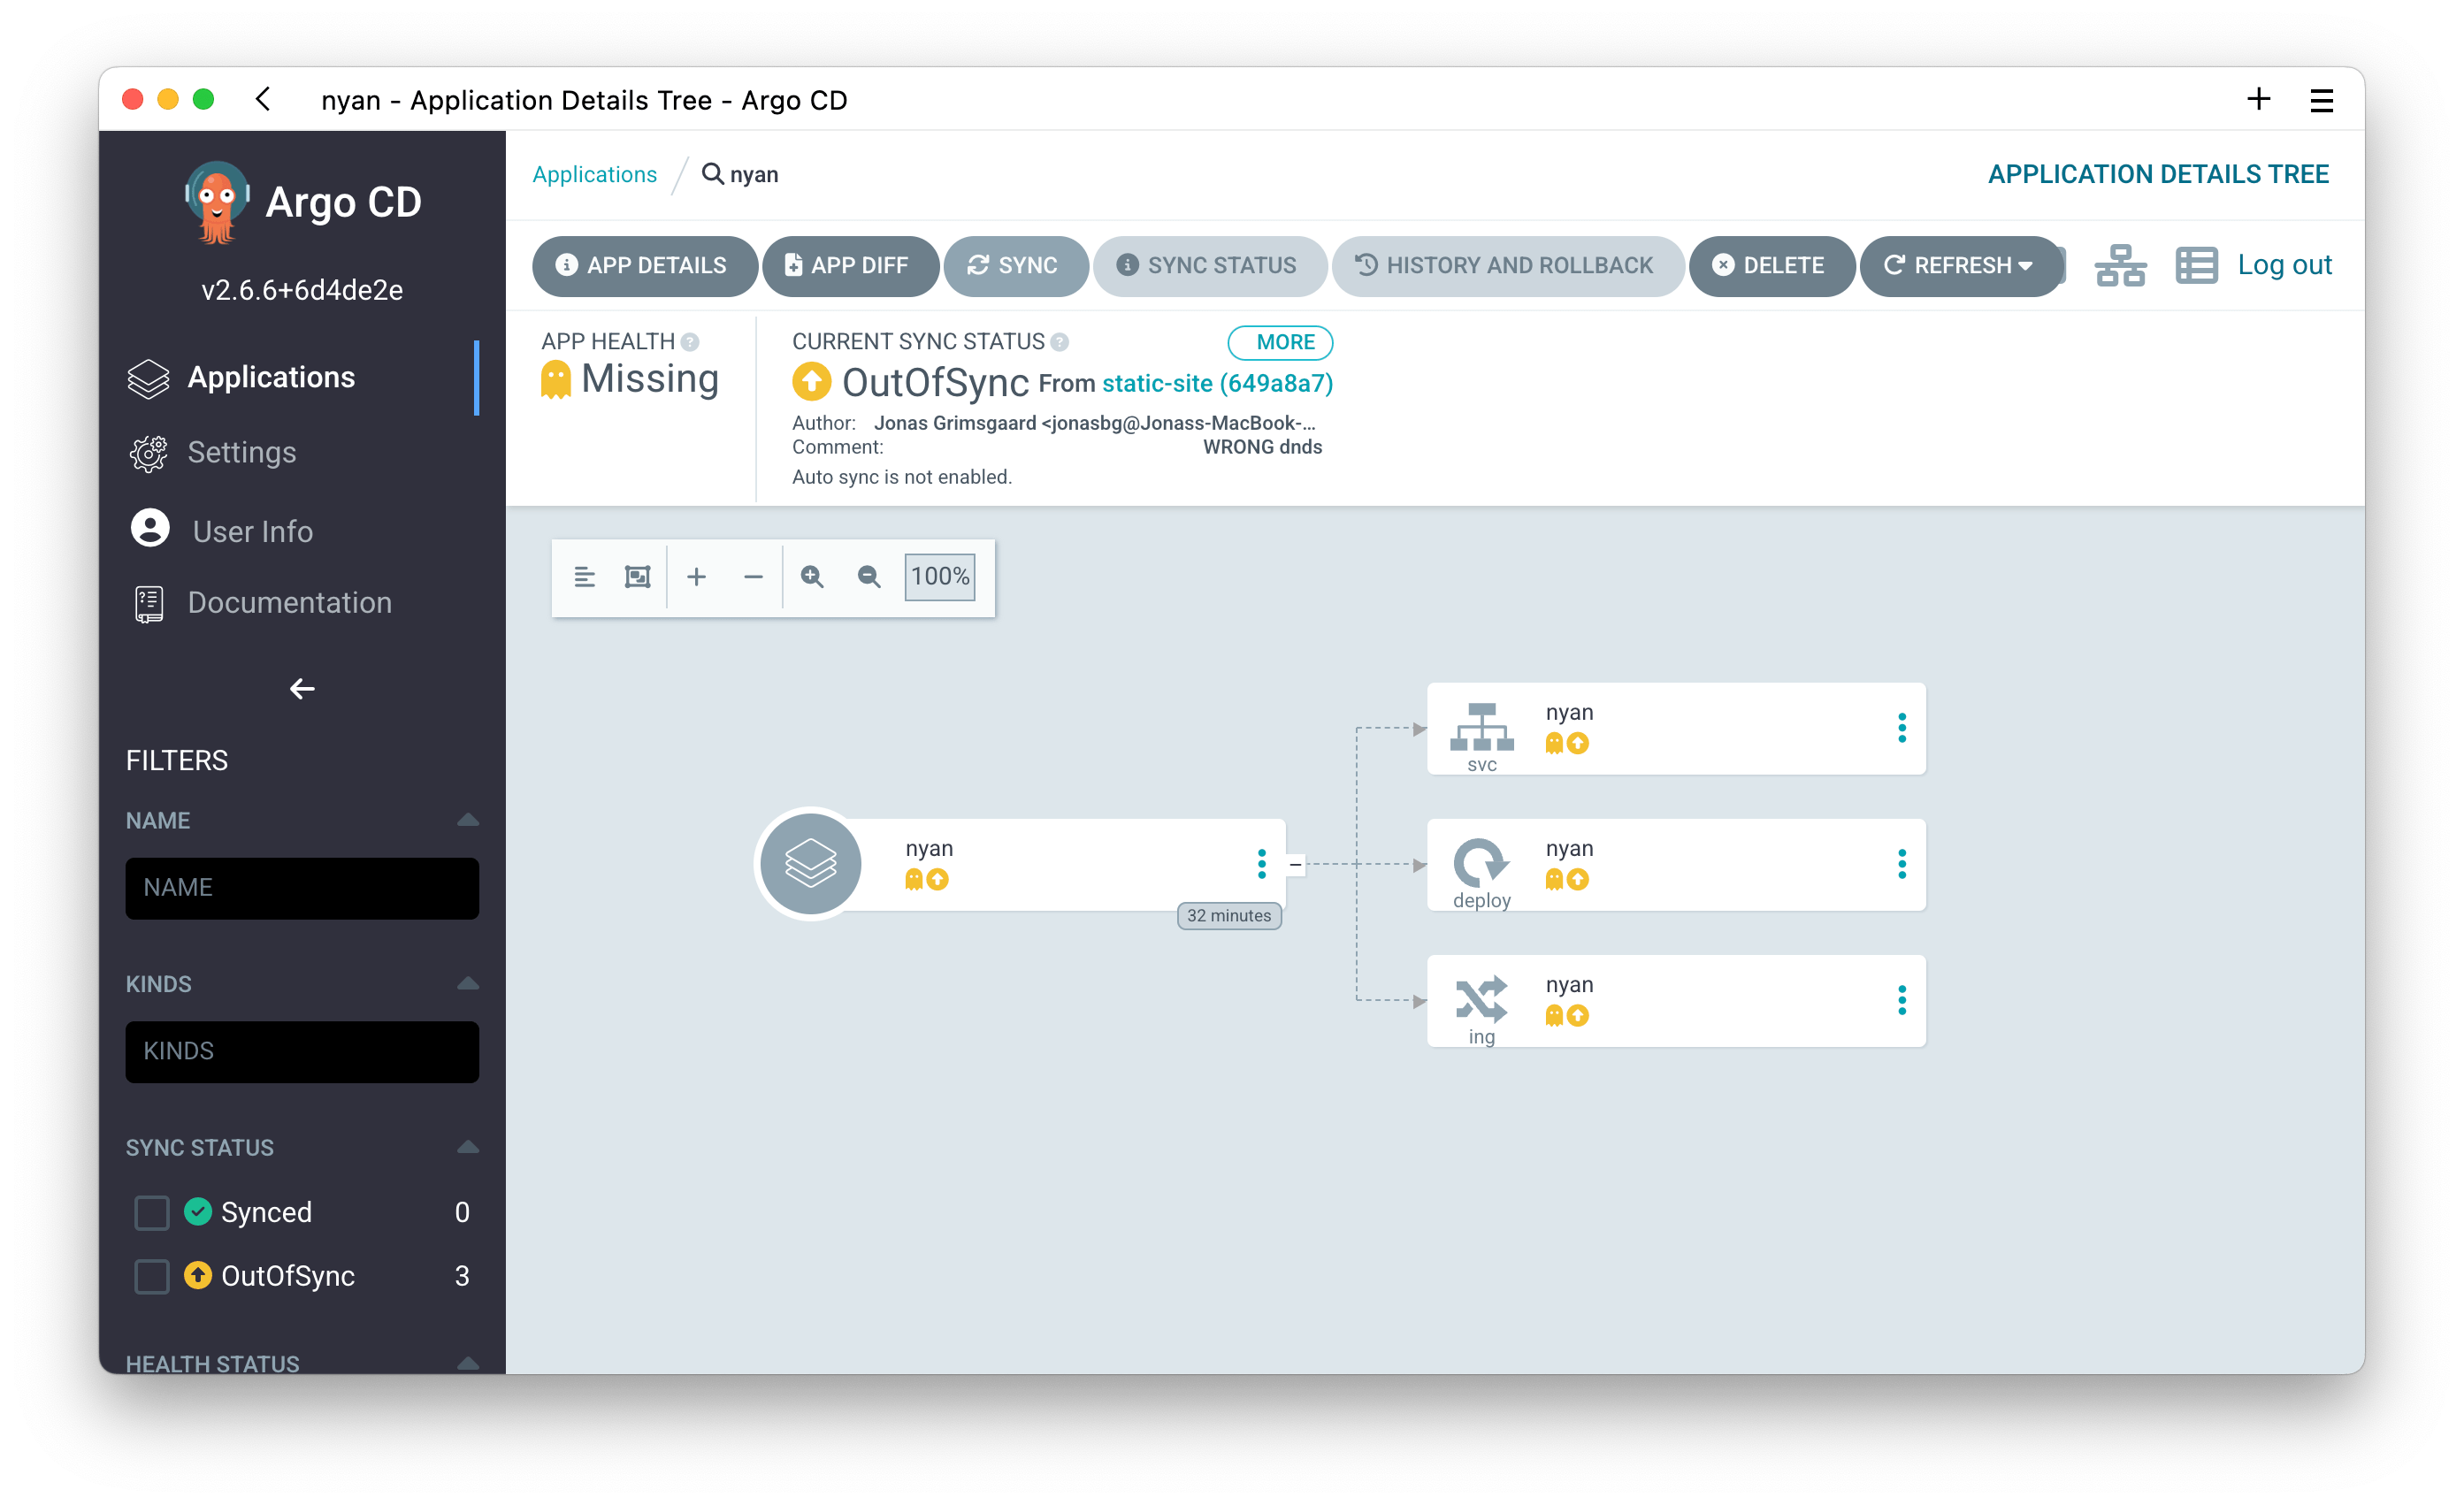 nyan - Application Details Tree - Argo CD
Argo CD
v2.6.6+6d4de2e
Applications
Settings
User Info
Documentation
FILTERS
NAME
NAME
KINDS
KINDS
SYNC STATUS
Synced 0
OutOfSync 3
HEALTH STATUS
Applications / nyan
APPLICATION DETAILS TREE
APP DETAILS APP DIFF SYNC SYNC STATUS HISTORY AND ROLLBACK DELETE REFRESH Log out
APP HEALTH
Missing
CURRENT SYNC STATUS MORE
OutOfSync From static-site (649a8a7)
Author: Jonas Grimsgaard <jonasbg@Jonass-MacBook-...
Comment: WRONG dnds
Auto sync is not enabled.
100%
nyan
32 minutes
nyan
svc
nyan
deploy
nyan
ing